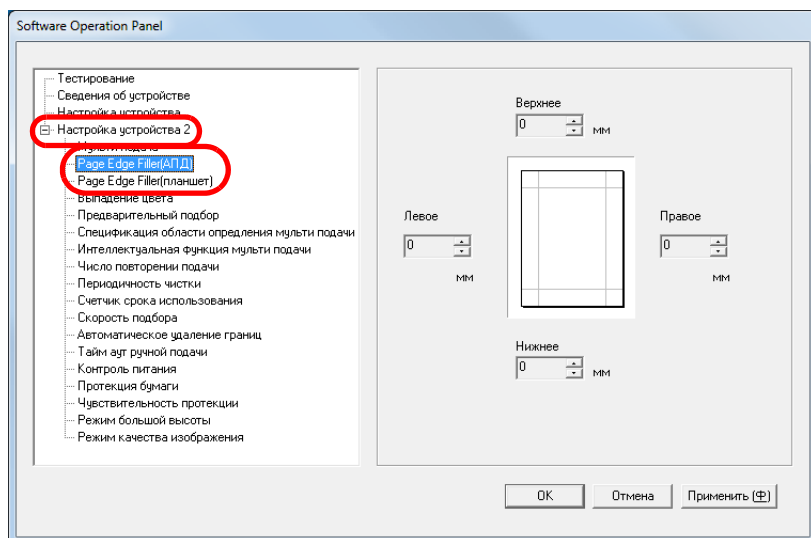 Software Operation Panel
Тестирование
Сведения об устройстве
Настройка устройства
Настройка устройства 2
Мульти подача
Page Edge Filler(АПД)
Page Edge Filler(планшет)
Выпадение цвета
Предварительный подбор
Спецификация области опредления мульти подачи
Интеллектуальная функция мульти подачи
Число повторении подачи
Периодичность чистки
Счетчик срока использования
Скорость подбора
Автоматическое удаление границ
Тайм аут ручной подачи
Контроль питания
Протекция бумаги
Чувствительность протекции
Режим большой высоты
Режим качества изображения
Верхнее
0 мм
Левое
0
мм
Правое
0
мм
Нижнее
0 мм
OK
Отмена
Применить (Ф)